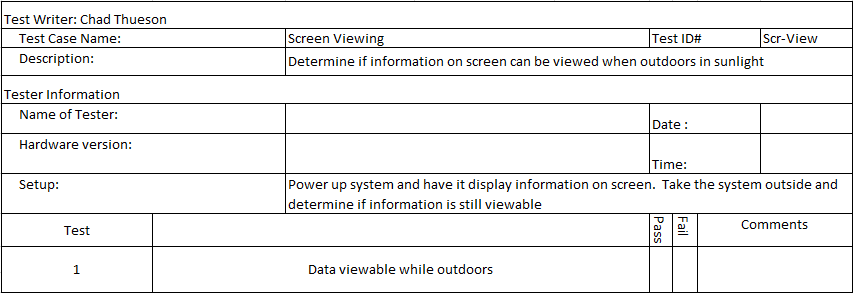 Test Writer: Chad Thueson
Test Case Name: Screen Viewing Test ID# Scr-View
Description: Determine if information on screen can be viewed when outdoors in sunlight
Tester Information
Name of Tester: Date :
Hardware version: Time:
Setup: Power up system and have it display information on screen. Take the system outside and
determine if information is still viewable
Test Pass Fail Comments
1 Data viewable while outdoors